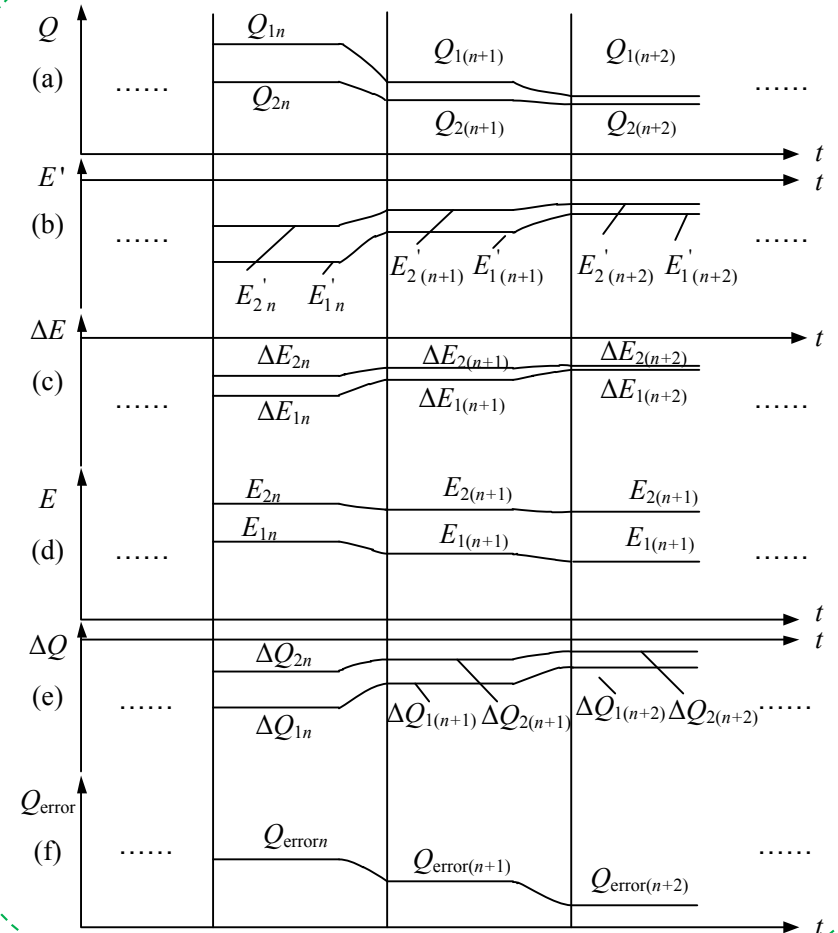 Q
Q1n
Q1(n+1)
Q1(n+2)
(a)
......
......
Q2n
Q2(n+1)
Q2(n+2)
t
E'
t
(b)
......
......
E'2n
E'1n
E'2(n+1)
E'1(n+1)
E'2(n+2)
E'1(n+2)
ΔE
t
ΔE2n
ΔE2(n+1)
ΔE2(n+2)
(c)
......
......
ΔE1n
ΔE1(n+1)
ΔE1(n+2)
E
E2n
E2(n+1)
E2(n+1)
E1n
E1(n+1)
E1(n+1)
(d)
......
......
t
ΔQ
t
ΔQ2n
(e)
......
......
ΔQ1n
ΔQ1(n+1)
ΔQ2(n+1)
ΔQ1(n+2)
ΔQ2(n+2)
Qerror
Qerrorn
Qerror(n+1)
Qerror(n+2)
(f)
......
......
t